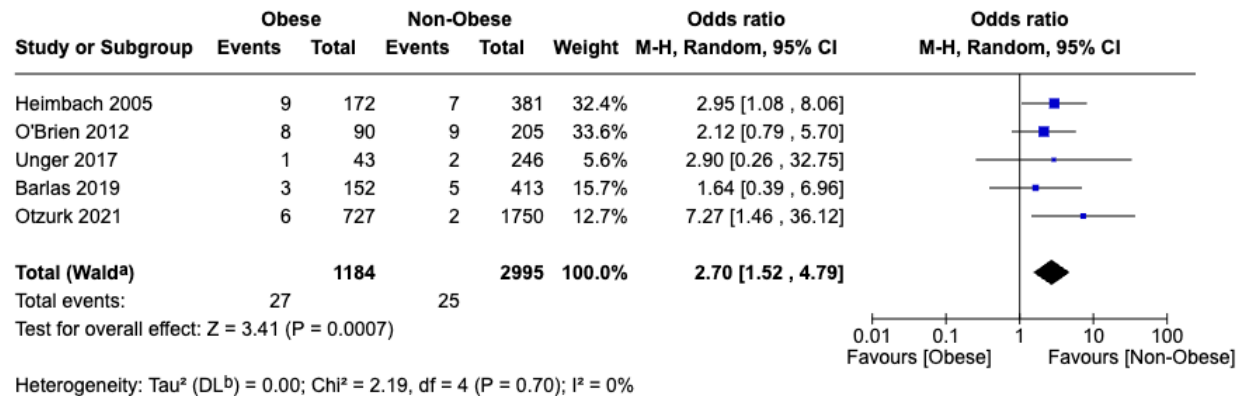 Obese Non-Obese Odds ratio Odds ratio
Study or Subgroup Events Total Events Total Weight M-H, Random, 95% CI M-H, Random, 95% CI
Heimbach 2005 9 172 7 381 32.4% 2.95 [1.08 , 8.06]
O'Brien 2012 8 90 9 205 33.6% 2.12 [0.79 , 5.70]
Unger 2017 1 43 2 246 5.6% 2.90 [0.26 , 32.75]
Barlas 2019 3 152 5 413 15.7% 1.64 [0.39 , 6.96]
Otzurk 2021 6 727 2 1750 12.7% 7.27 [1.46 , 36.12]
Total (Waldᵃ) 1184 2995 100.0% 2.70 [1.52 , 4.79]
Total events: 27 25
Test for overall effect: Z = 3.41 (P = 0.0007)
0.01 0.1 1 10 100
Favours [Obese] Favours [Non-Obese]
Heterogeneity: Tau² (DLᵇ) = 0.00; Chi² = 2.19, df = 4 (P = 0.70); I² = 0%